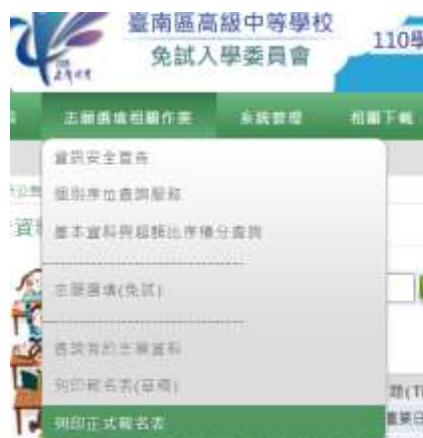 臺南區高級中等學校
免試入學委員會
110學
志願選填相關作業
系統管理
相關下載
資訊安全宣告
個別序位查詢服務
基本資料與超額比序積分查詢
志願選填(免試)
查詢我的志願資料
列印報名表(草稿)
列印正式報名表